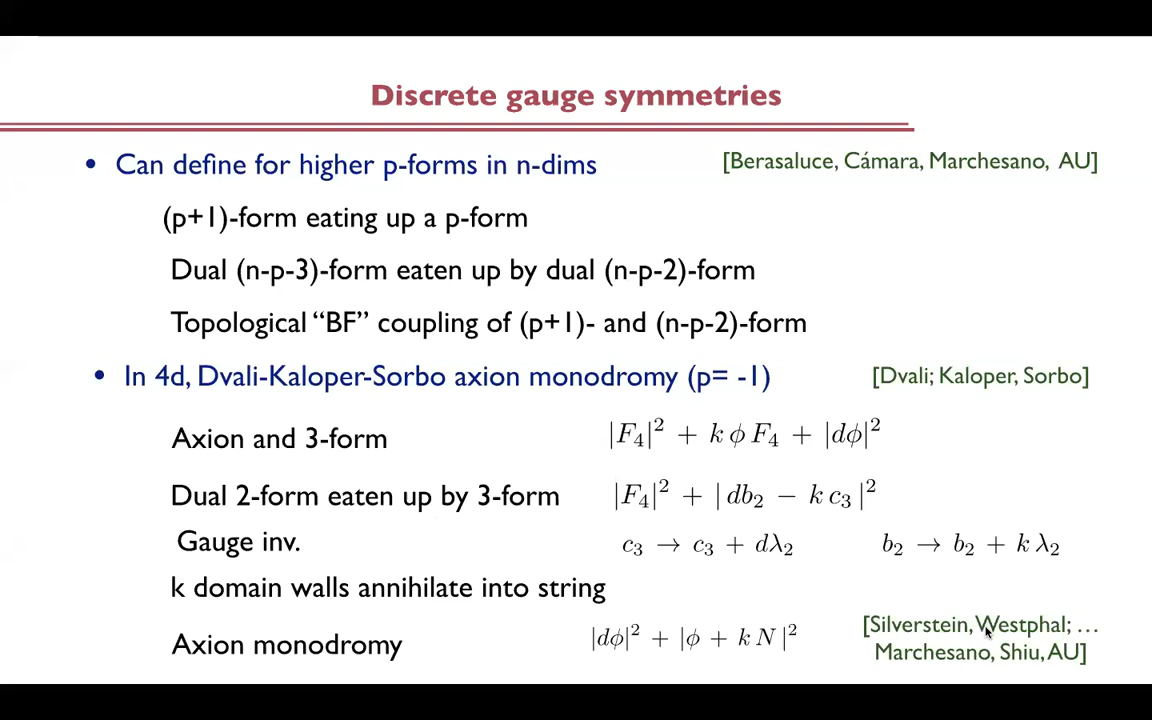 Discrete gauge symmetries
• Can define for higher p-forms in n-dims [Berasaluce, Cámara, Marchesano, AU]
(p+1)-form eating up a p-form
Dual (n-p-3)-form eaten up by dual (n-p-2)-form
Topological “BF” coupling of (p+1)- and (n-p-2)-form
• In 4d, Dvali-Kaloper-Sorbo axion monodromy (p= -1) [Dvali; Kaloper, Sorbo]
Axion and 3-form |F₄|² + k ϕ F₄ + |dϕ|²
Dual 2-form eaten up by 3-form |F₄|² + | db₂ − k c₃ |²
Gauge inv. c₃ → c₃ + dλ₂ b₂ → b₂ + k λ₂
k domain walls annihilate into string
Axion monodromy |dϕ|² + |ϕ + k N |² [Silverstein, Westphal; …
Marchesano, Shiu, AU]